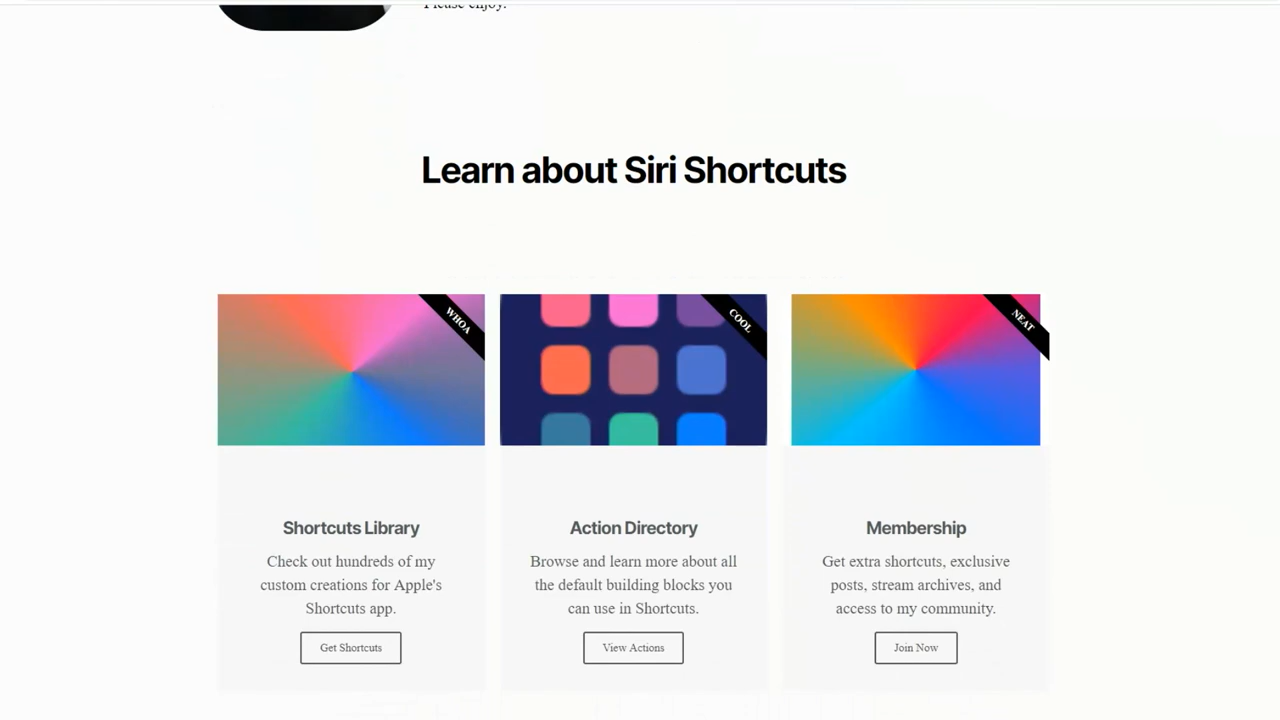 Please enjoy.
Learn about Siri Shortcuts
WHOA
COOL
NEAT
Shortcuts Library
Check out hundreds of my
custom creations for Apple's
Shortcuts app.
Get Shortcuts
Action Directory
Browse and learn more about all
the default building blocks you
can use in Shortcuts.
View Actions
Membership
Get extra shortcuts, exclusive
posts, stream archives, and
access to my community.
Join Now